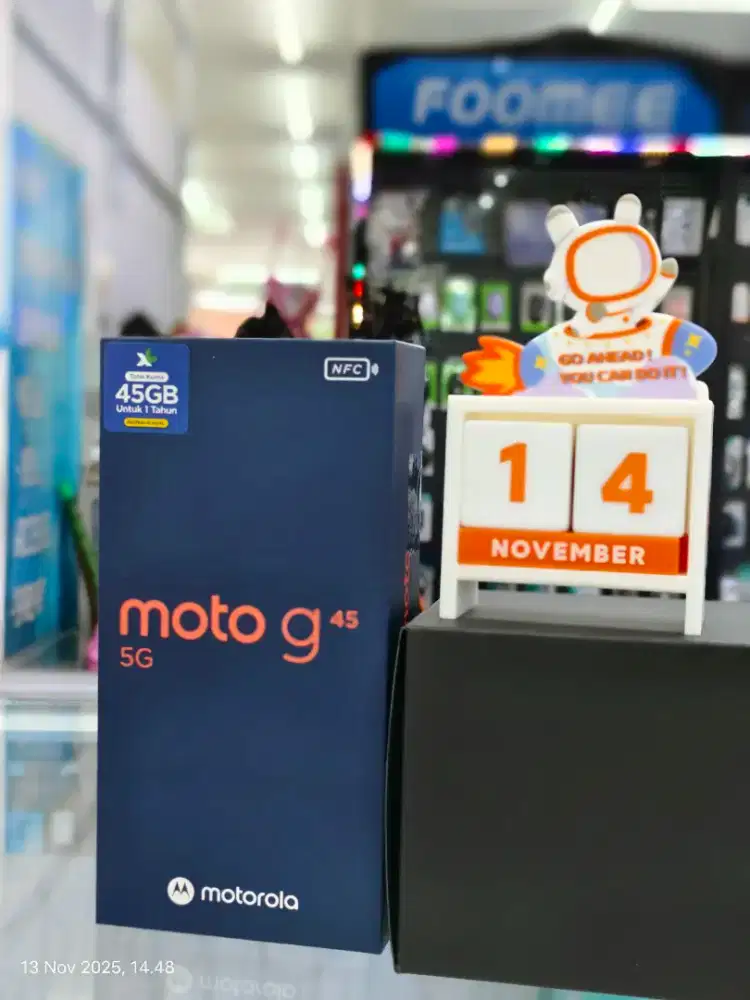 FOOMEE
NFC
45GB
Untuk 1 Tahun
GO AHEAD!
YOU CAN DO IT!
1 4
NOVEMBER
moto g 45
5G
motorola
13 Nov 2025, 14.48